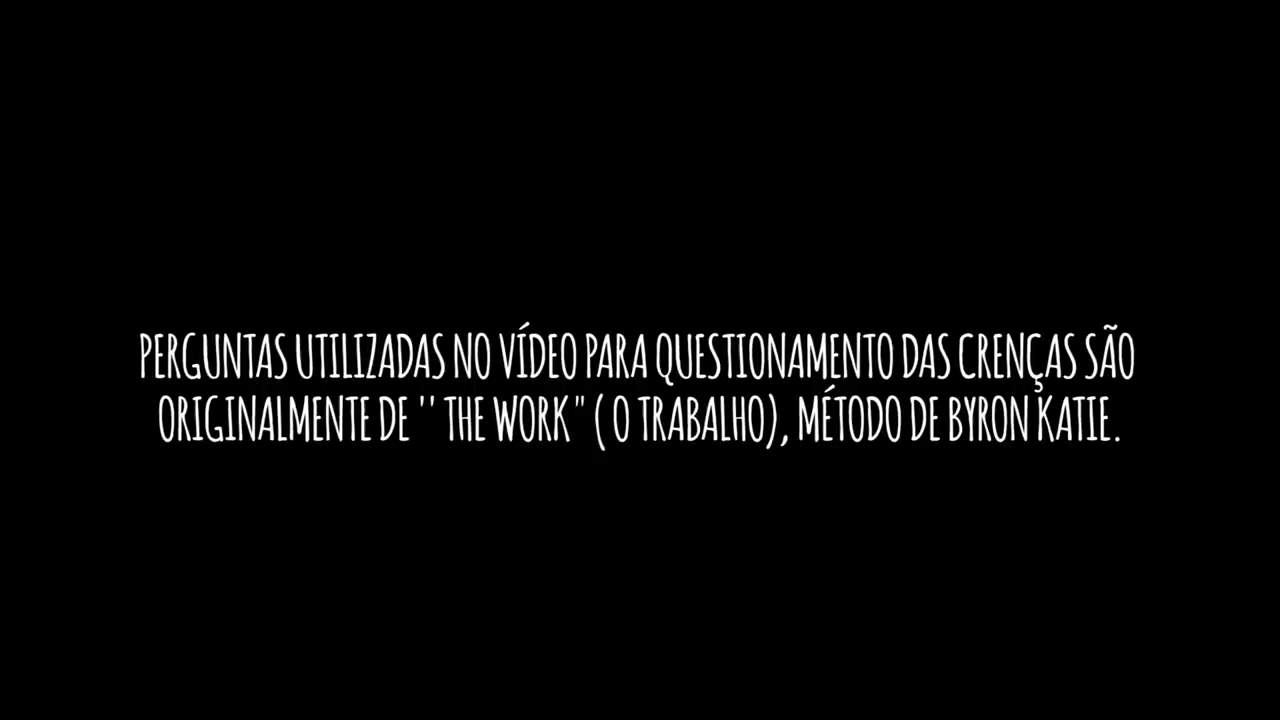 PERGUNTAS UTILIZADAS NO VÍDEO PARA QUESTIONAMENTO DAS CRENÇAS SÃO
ORIGINALMENTE DE '' THE WORK" ( O TRABALHO), MÉTODO DE BYRON KATIE.